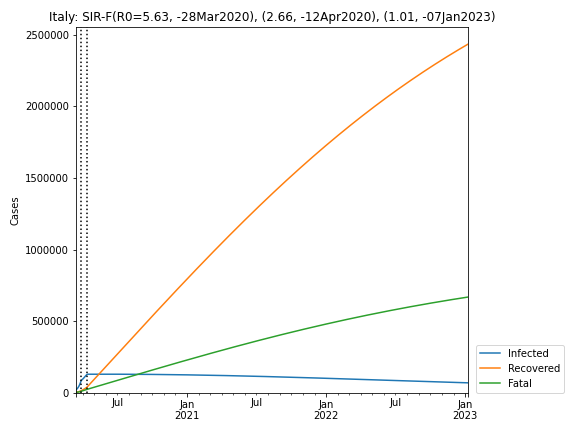 Italy: SIR-F(R0=5.63, -28Mar2020), (2.66, -12Apr2020), (1.01, -07Jan2023)
2500000
2000000
1500000
1000000
500000
0
Cases
Jul
Jan
2021
Jul
Jan
2022
Jul
Jan
2023
Infected
Recovered
Fatal